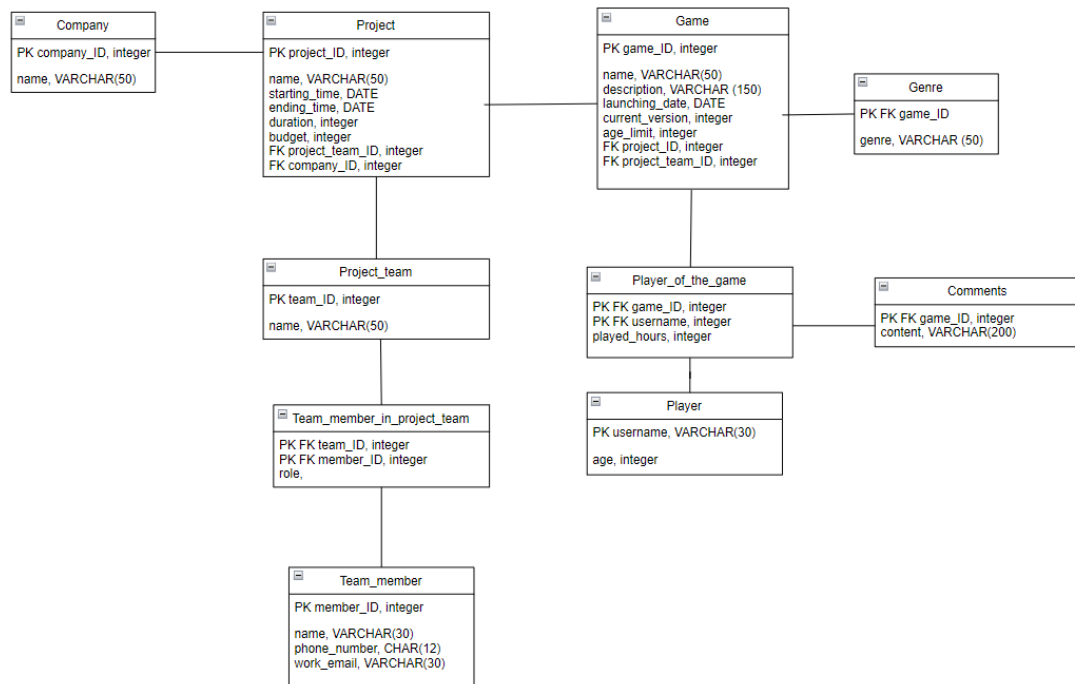 Company
PK company_ID, integer
name, VARCHAR(50)
Project
PK project_ID, integer
name, VARCHAR(50)
starting_time, DATE
ending_time, DATE
duration, integer
budget, integer
FK project_team_ID, integer
FK company_ID, integer
Game
PK game_ID, integer
name, VARCHAR(50)
description, VARCHAR (150)
launching_date, DATE
current_version, integer
age_limit, integer
FK project_ID, integer
FK project_team_ID, integer
Genre
PK FK game_ID
genre, VARCHAR (50)
Project_team
PK team_ID, integer
name, VARCHAR(50)
Player_of_the_game
PK FK game_ID, integer
PK FK username, integer
played_hours, integer
Comments
PK FK game_ID, integer
content, VARCHAR(200)
Team_member_in_project_team
PK FK team_ID, integer
PK FK member_ID, integer
role,
Player
PK username, VARCHAR(30)
age, integer
Team_member
PK member_ID, integer
name, VARCHAR(30)
phone_number, CHAR(12)
work_email, VARCHAR(30)